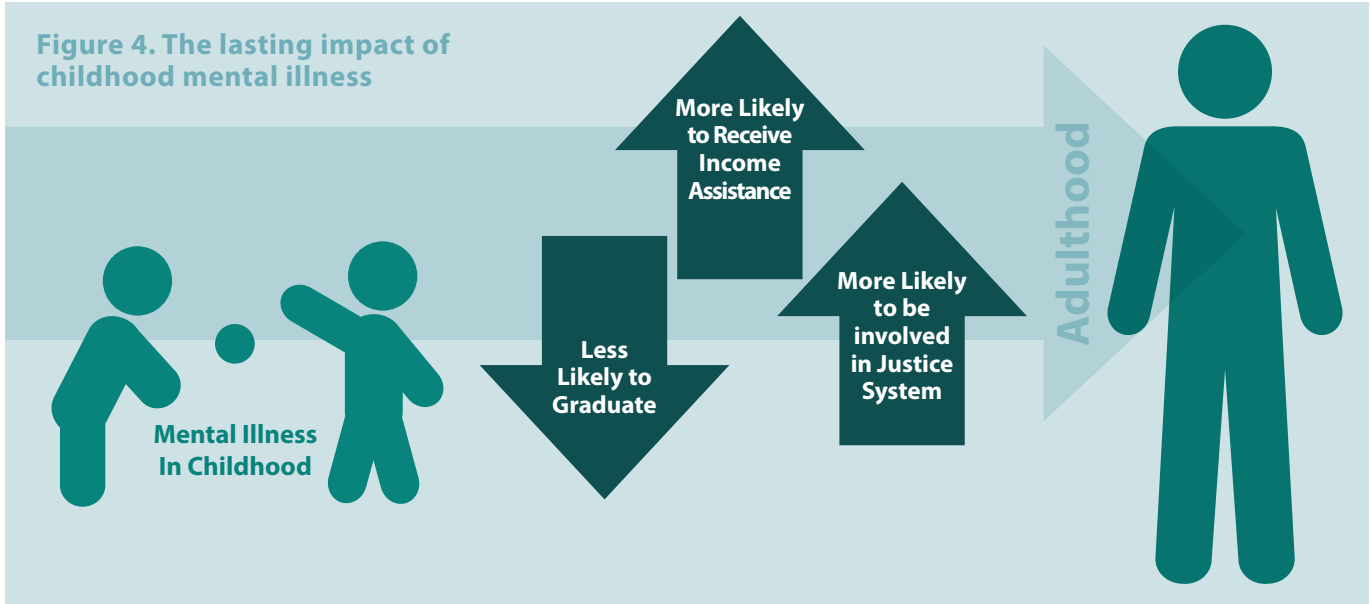 Figure 4. The lasting impact of
childhood mental illness
More Likely
to Receive
Income
Assistance
More Likely
to be
involved
in Justice
System
Less
Likely to
Graduate
Mental Illness
In Childhood
Adulthood